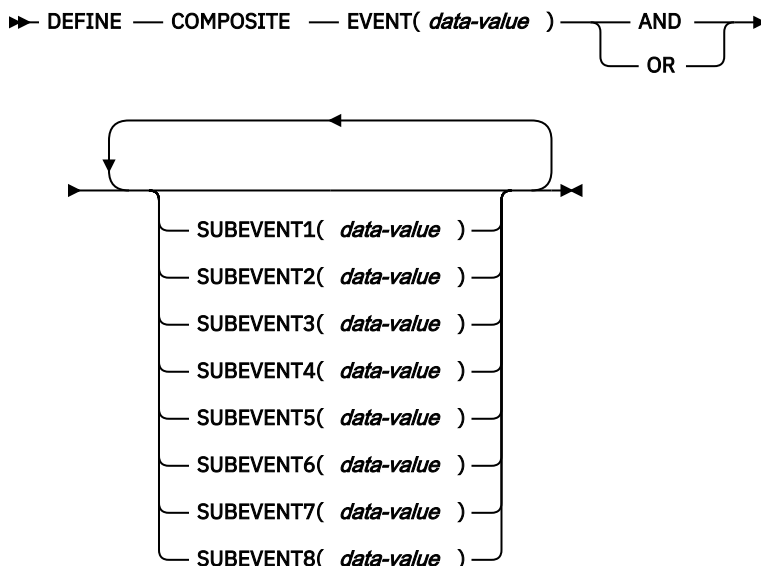 DEFINE COMPOSITE EVENT( data-value ) AND
OR
SUBEVENT1( data-value )
SUBEVENT2( data-value )
SUBEVENT3( data-value )
SUBEVENT4( data-value )
SUBEVENT5( data-value )
SUBEVENT6( data-value )
SUBEVENT7( data-value )
SUBEVENT8( data-value )